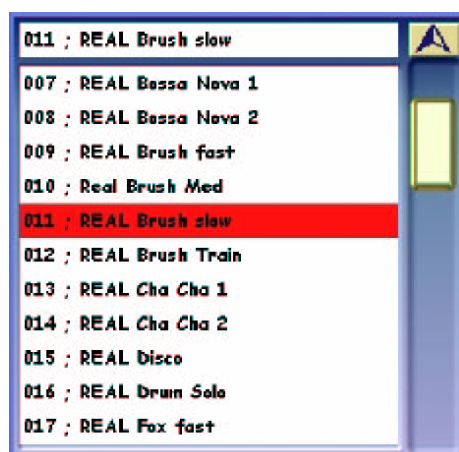 011 ; REAL Brush slow
007 ; REAL Bossa Nova 1
008 ; REAL Bossa Nova 2
009 ; REAL Brush fast
010 ; Real Brush Med
011 ; REAL Brush slow
012 ; REAL Brush Train
013 ; REAL Cha Cha 1
014 ; REAL Cha Cha 2
015 ; REAL Disco
016 ; REAL Drum Solo
017 ; REAL Fox fast